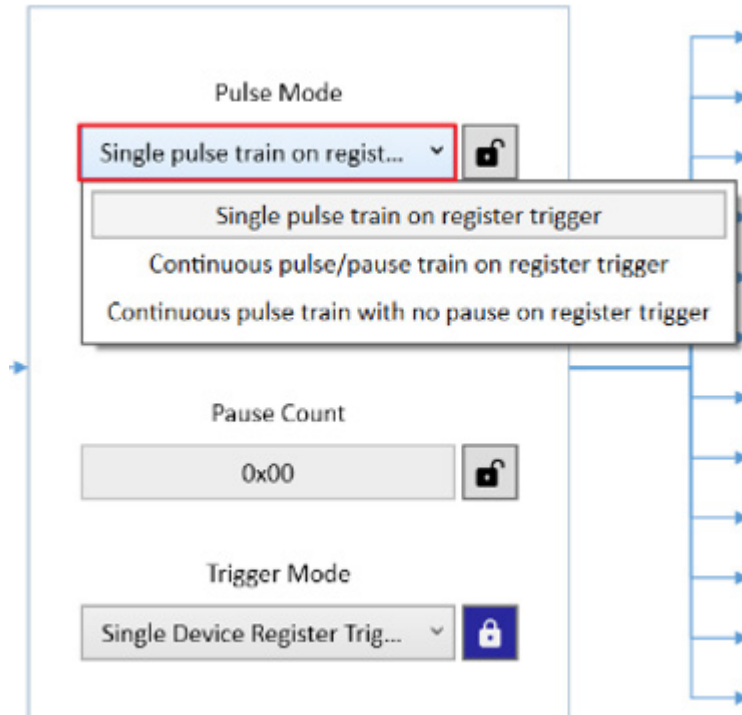 Pulse Mode
Single pulse train on regist...
Single pulse train on register trigger
Continuous pulse/pause train on register trigger
Continuous pulse train with no pause on register trigger
Pause Count
0x00
Trigger Mode
Single Device Register Trig...